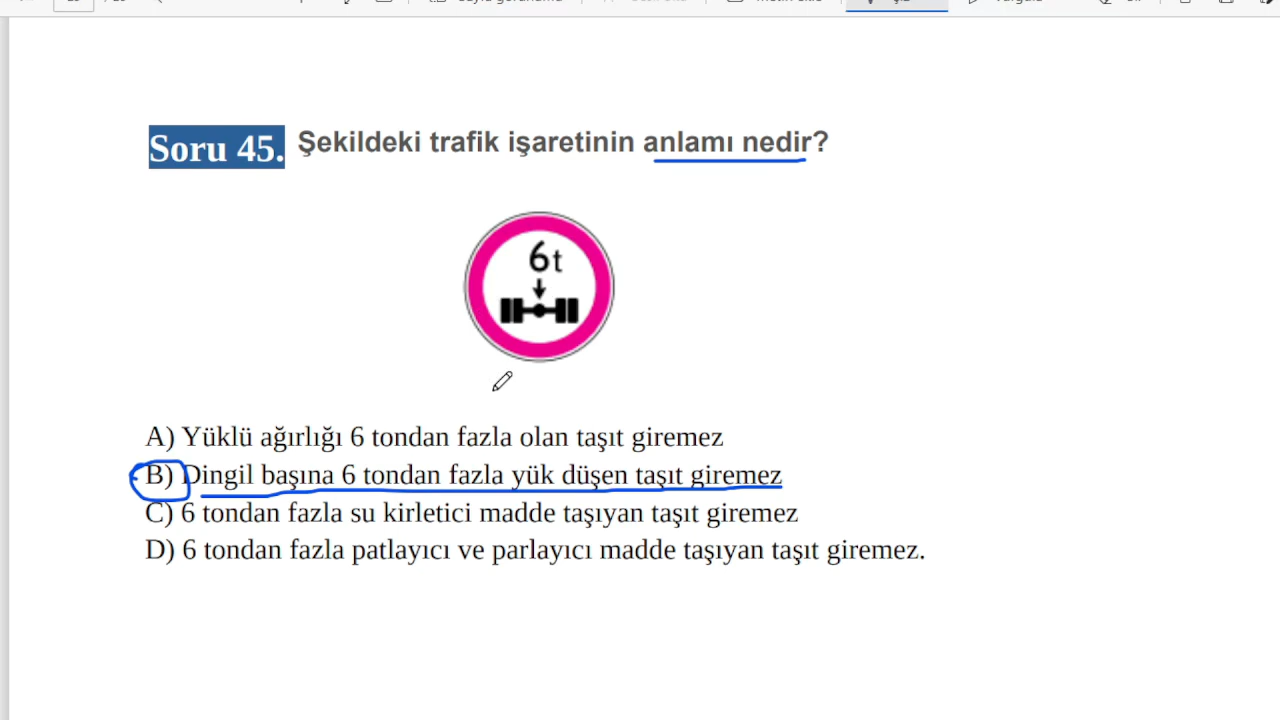 Soru 45. Şekildeki trafik işaretinin anlamı nedir?
6t
A) Yüklü ağırlığı 6 tondan fazla olan taşıt giremez
B) Dingil başına 6 tondan fazla yük düşen taşıt giremez
C) 6 tondan fazla su kirletici madde taşıyan taşıt giremez
D) 6 tondan fazla patlayıcı ve parlayıcı madde taşıyan taşıt giremez.